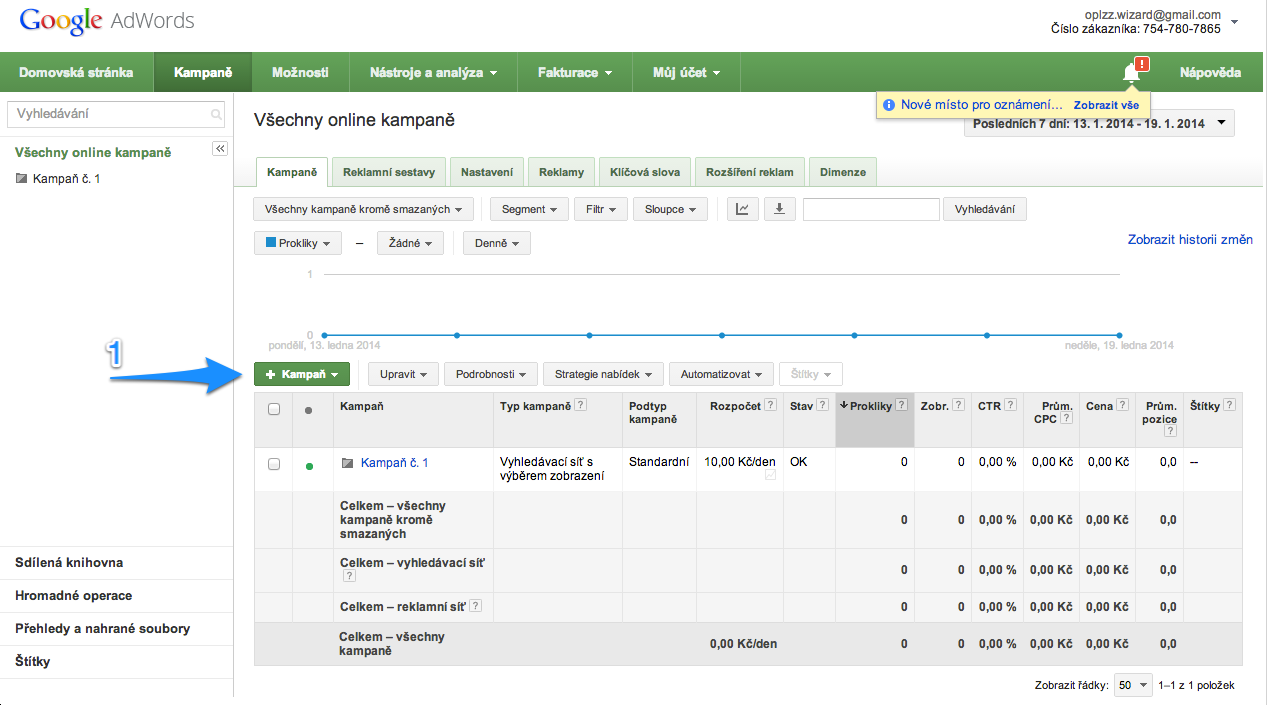 Google AdWords
oplzz.wizard@gmail.com
Číslo zákazníka: 754-780-7865
Domovská stránka Kampaně Možnosti Nástroje a analýza Fakturace Můj účet ! Nápověda
Nové místo pro oznámení... Zobrazit vše
Vyhledávání
Všechny online kampaně
Posledních 7 dní: 13. 1. 2014 - 19. 1. 2014
Všechny online kampaně
Kampaň č. 1
Kampaně Reklamní sestavy Nastavení Reklamy Klíčová slova Rozšíření reklam Dimenze
Všechny kampaně kromě smazaných Segment Filtr Sloupce Vyhledávání
Prokliky – Žádné Denně
Zobrazit historii změn
1
0
pondělí, 13. ledna 2014 neděle, 19. ledna 2014
1
+ Kampaň Upravit Podrobnosti Strategie nabídek Automatizovat Štítky
Kampaň Typ kampaně ? Podtyp kampaně Rozpočet ? Stav ? Prokliky ? Zobr. ? CTR ? Prům. CPC ? Cena ? Prům. pozice ? Štítky ?
Kampaň č. 1 Vyhledávací síť s výběrem zobrazení Standardní 10,00 Kč/den OK 0 0 0,00 % 0,00 Kč 0,00 Kč 0,0 --
Celkem – všechny kampaně kromě smazaných 0 0 0,00 % 0,00 Kč 0,00 Kč 0,0
Celkem – vyhledávací síť ? 0 0 0,00 % 0,00 Kč 0,00 Kč 0,0
Celkem – reklamní síť ? 0 0 0,00 % 0,00 Kč 0,00 Kč 0,0
Celkem – všechny kampaně 0,00 Kč/den 0 0 0,00 % 0,00 Kč 0,00 Kč 0,0
Sdílená knihovna
Hromadné operace
Přehledy a nahrané soubory
Štítky
Zobrazit řádky: 50 1–1 z 1 položek